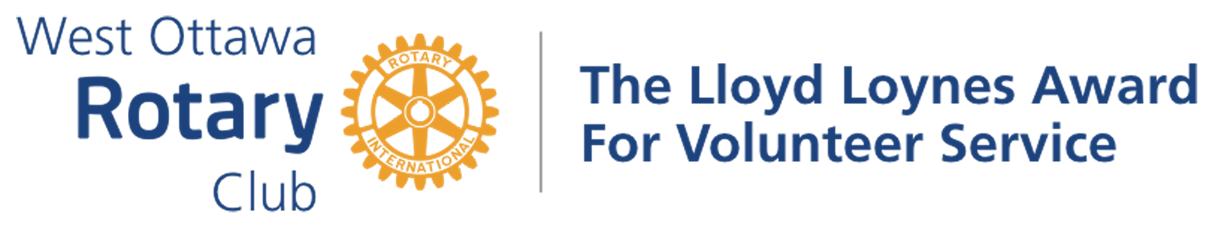 West Ottawa
Rotary
Club
ROTARY
INTERNATIONAL
The Lloyd Loynes Award
For Volunteer Service